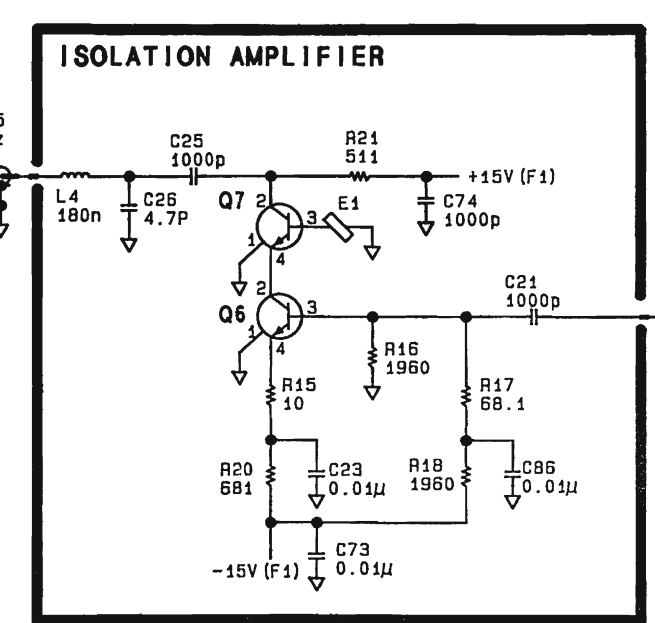 ISOLATION AMPLIFIER
C25
1000p
R21
511
+15V(F1)
L4
180n
C26
4.7P
C74
1000p
Q7
2
3
1
4
E1
Q6
2
3
1
4
C21
1000p
R16
1960
R15
10
R17
68.1
R20
681
C23
0.01µ
R18
1960
C86
0.01µ
C73
0.01µ
-15V(F1)